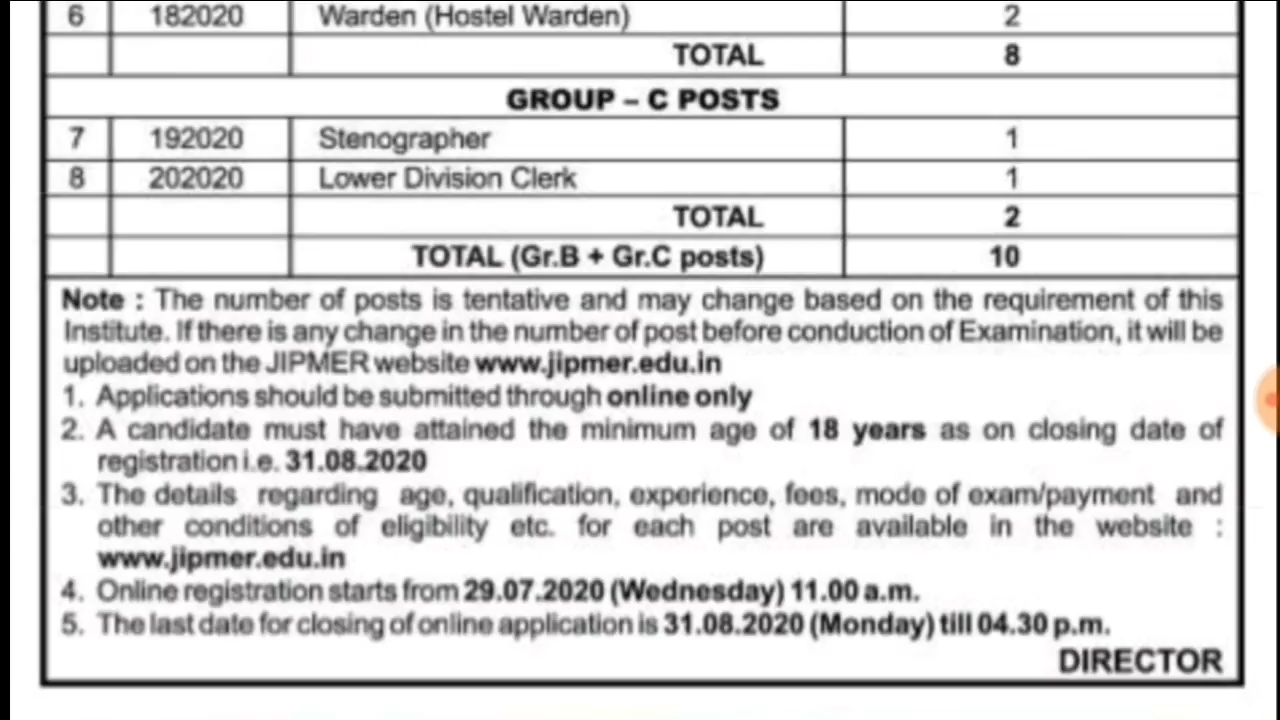 6 182020 Warden (Hostel Warden) 2
TOTAL 8
GROUP – C POSTS
7 192020 Stenographer 1
8 202020 Lower Division Clerk 1
TOTAL 2
TOTAL (Gr.B + Gr.C posts) 10
Note : The number of posts is tentative and may change based on the requirement of this
Institute. If there is any change in the number of post before conduction of Examination, it will be
uploaded on the JIPMER website www.jipmer.edu.in
1. Applications should be submitted through online only
2. A candidate must have attained the minimum age of 18 years as on closing date of
registration i.e. 31.08.2020
3. The details regarding age, qualification, experience, fees, mode of exam/payment and
other conditions of eligibility etc. for each post are available in the website :
www.jipmer.edu.in
4. Online registration starts from 29.07.2020 (Wednesday) 11.00 a.m.
5. The last date for closing of online application is 31.08.2020 (Monday) till 04.30 p.m.
DIRECTOR